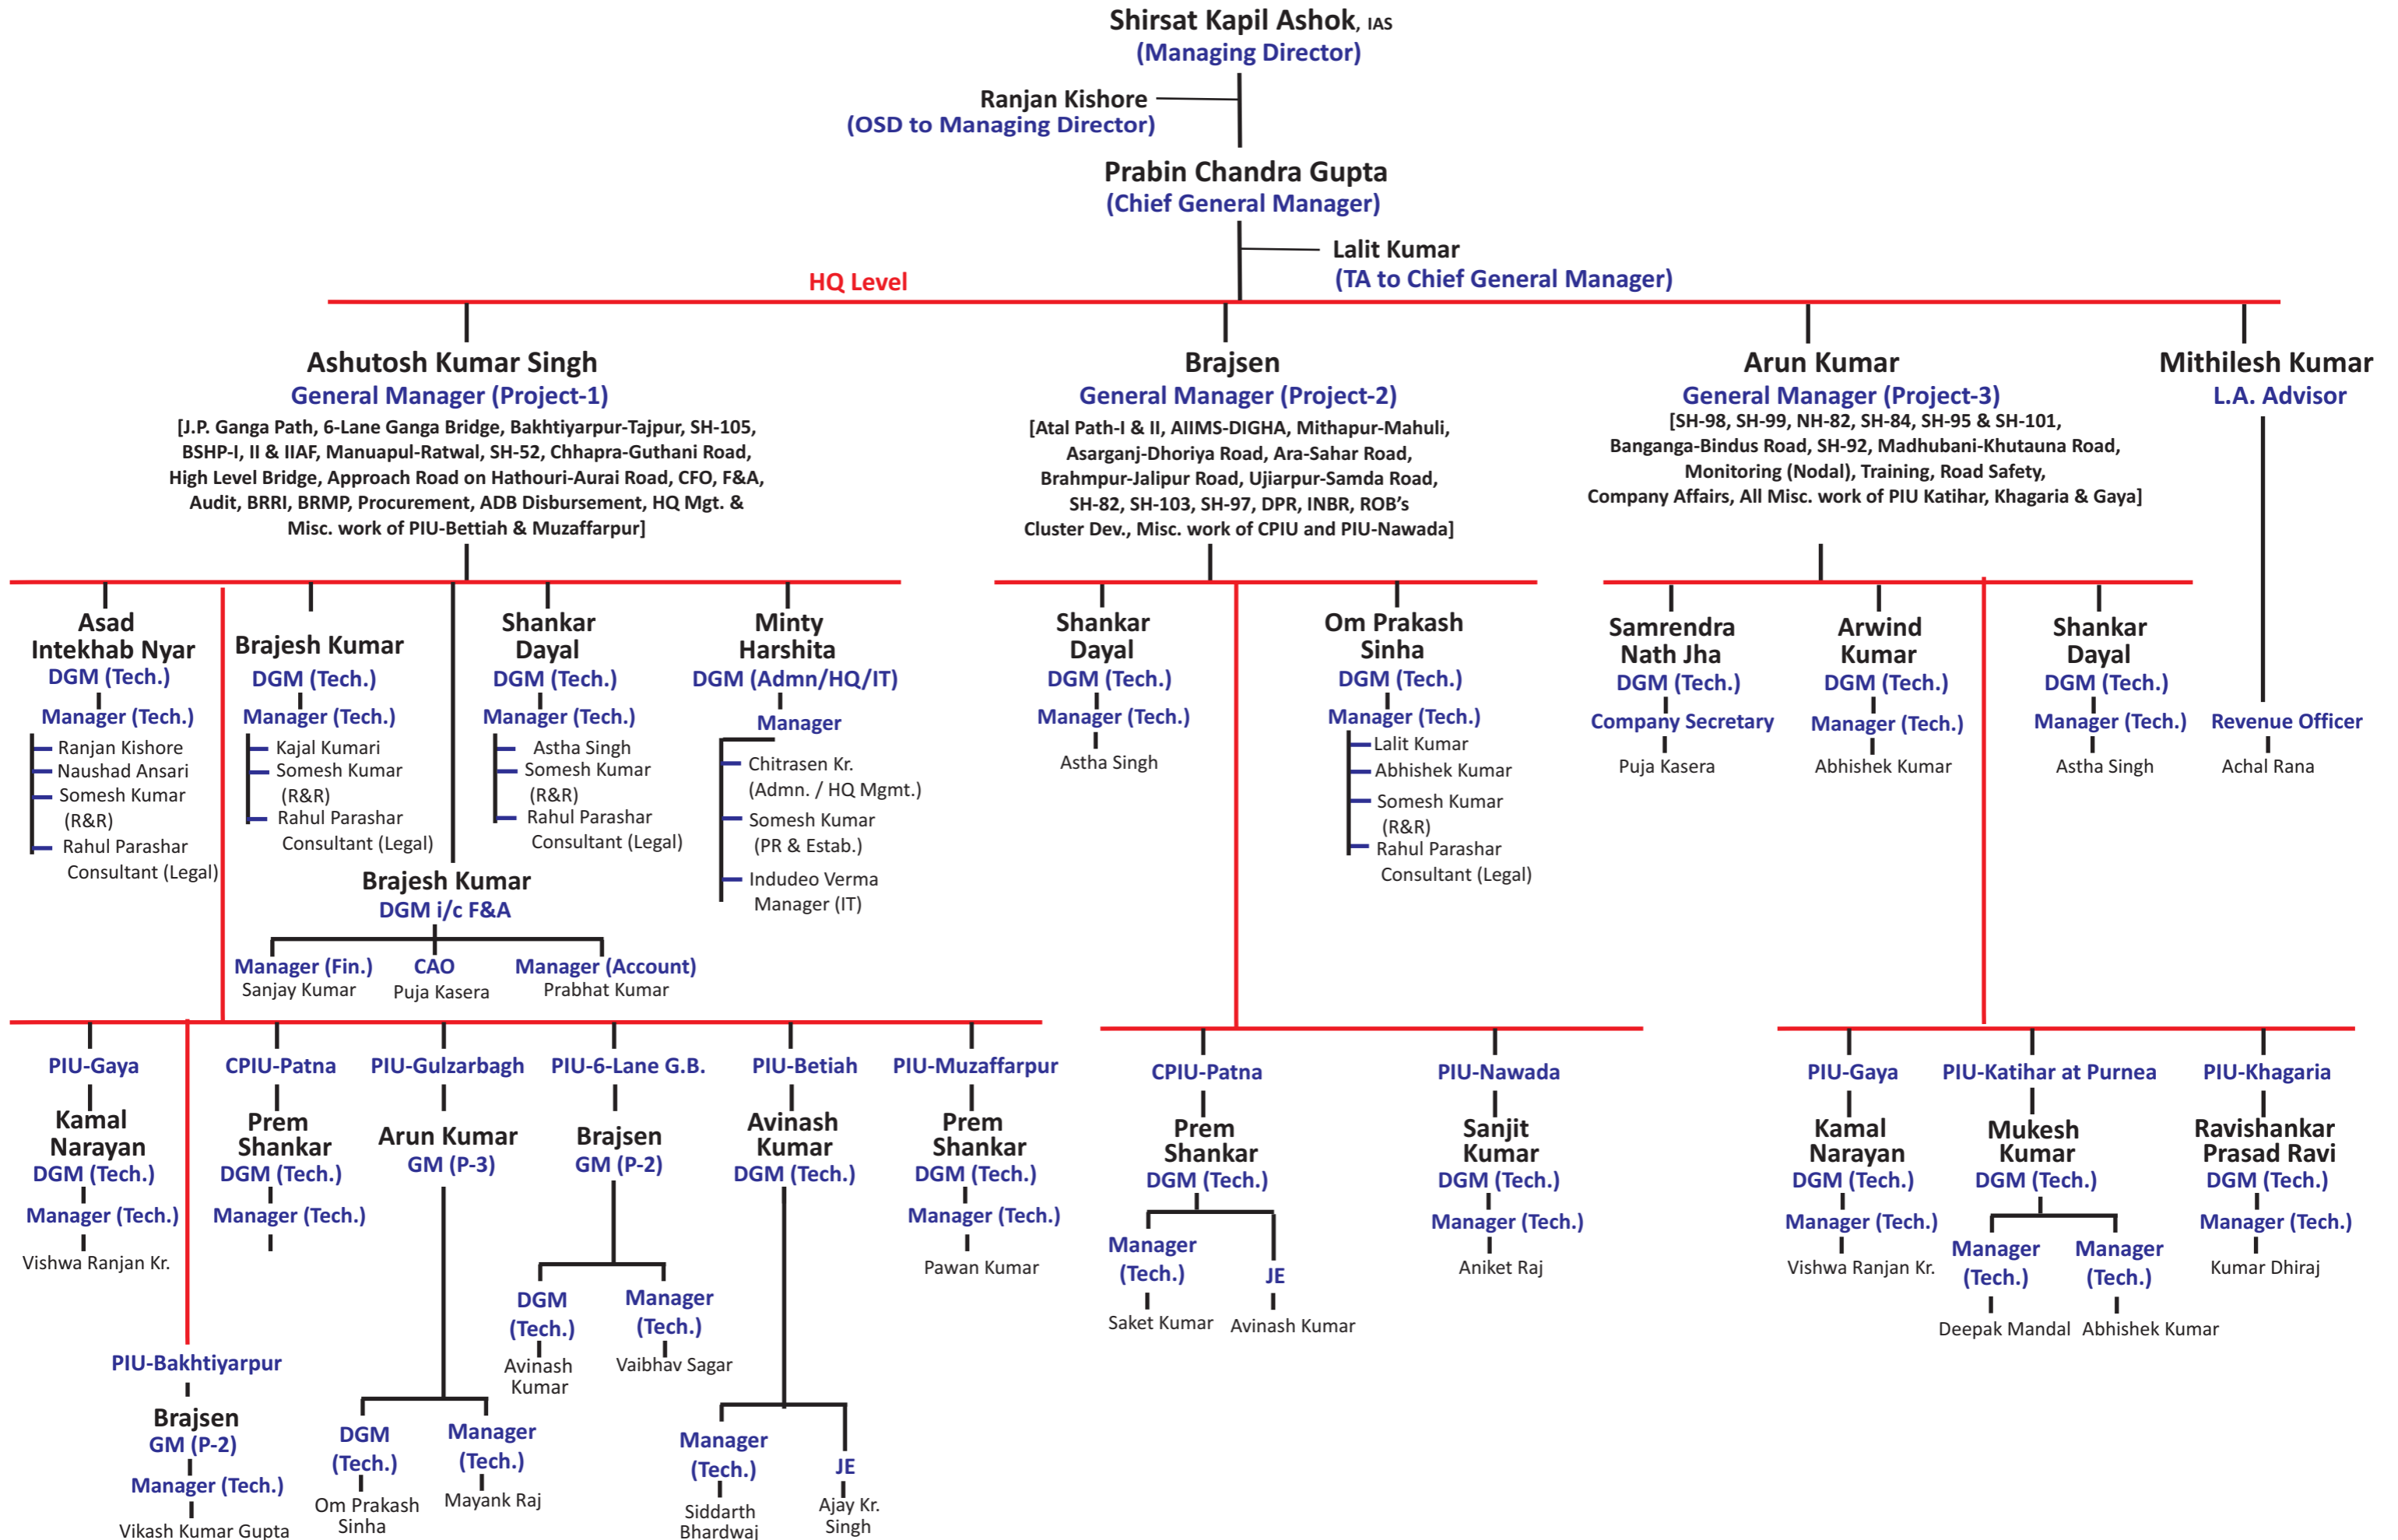 Shirsat Kapil Ashok, IAS
(Managing Director)
Ranjan Kishore
(OSD to Managing Director)
Prabin Chandra Gupta
(Chief General Manager)
Lalit Kumar
(TA to Chief General Manager)
HQ Level
Ashutosh Kumar Singh
General Manager (Project-1)
[J.P. Ganga Path, 6-Lane Ganga Bridge, Bakhtiyarpur-Tajpur, SH-105,
BSHP-I, II & IIAF, Manuapul-Ratwal, SH-52, Chhapra-Guthani Road,
High Level Bridge, Approach Road on Hathouri-Aurai Road, CFO, F&A,
Audit, BRRI, BRMP, Procurement, ADB Disbursement, HQ Mgt. &
Misc. work of PIU-Bettiah & Muzaffarpur]
Brajsen
General Manager (Project-2)
[Atal Path-I & II, AIIMS-DIGHA, Mithapur-Mahuli,
Asarganj-Dhoriya Road, Ara-Sahar Road,
Brahmpur-Jalipur Road, Ujiarpur-Samda Road,
SH-82, SH-103, SH-97, DPR, INBR, ROB's
Cluster Dev., Misc. work of CPIU and PIU-Nawada]
Arun Kumar
General Manager (Project-3)
[SH-98, SH-99, NH-82, SH-84, SH-95 & SH-101,
Banganga-Bindus Road, SH-92, Madhubani-Khutauna Road,
Monitoring (Nodal), Training, Road Safety,
Company Affairs, All Misc. work of PIU Katihar, Khagaria & Gaya]
Mithilesh Kumar
L.A. Advisor
Asad
Intekhab Nyar
DGM (Tech.)
Manager (Tech.)
Ranjan Kishore
Naushad Ansari
Somesh Kumar
(R&R)
Rahul Parashar
Consultant (Legal)
Brajesh Kumar
DGM (Tech.)
Manager (Tech.)
Kajal Kumari
Somesh Kumar
(R&R)
Rahul Parashar
Consultant (Legal)
Shankar
Dayal
DGM (Tech.)
Manager (Tech.)
Astha Singh
Somesh Kumar
(R&R)
Rahul Parashar
Consultant (Legal)
Minty
Harshita
DGM (Admn/HQ/IT)
Manager
Chitrasen Kr.
(Admn. / HQ Mgmt.)
Somesh Kumar
(PR & Estab.)
Indudeo Verma
Manager (IT)
Brajesh Kumar
DGM i/c F&A
Manager (Fin.)
Sanjay Kumar
CAO
Puja Kasera
Manager (Account)
Prabhat Kumar
Shankar
Dayal
DGM (Tech.)
Manager (Tech.)
Astha Singh
Om Prakash
Sinha
DGM (Tech.)
Manager (Tech.)
Lalit Kumar
Abhishek Kumar
Somesh Kumar
(R&R)
Rahul Parashar
Consultant (Legal)
Samrendra
Nath Jha
DGM (Tech.)
Company Secretary
Puja Kasera
Arwind
Kumar
DGM (Tech.)
Manager (Tech.)
Abhishek Kumar
Shankar
Dayal
DGM (Tech.)
Manager (Tech.)
Astha Singh
Revenue Officer
Achal Rana
PIU-Gaya
Kamal
Narayan
DGM (Tech.)
Manager (Tech.)
Vishwa Ranjan Kr.
PIU-Bakhtiyarpur
Brajsen
GM (P-2)
Manager (Tech.)
Vikash Kumar Gupta
CPIU-Patna
Prem
Shankar
DGM (Tech.)
Manager (Tech.)
PIU-Gulzarbagh
Arun Kumar
GM (P-3)
DGM
(Tech.)
Om Prakash
Sinha
Manager
(Tech.)
Mayank Raj
PIU-6-Lane G.B.
Brajsen
GM (P-2)
DGM
(Tech.)
Avinash
Kumar
Manager
(Tech.)
Vaibhav Sagar
PIU-Betiah
Avinash
Kumar
DGM (Tech.)
Manager
(Tech.)
Siddarth
Bhardwaj
JE
Ajay Kr.
Singh
PIU-Muzaffarpur
Prem
Shankar
DGM (Tech.)
Manager (Tech.)
Pawan Kumar
CPIU-Patna
Prem
Shankar
DGM (Tech.)
Manager
(Tech.)
Saket Kumar
JE
Avinash Kumar
PIU-Nawada
Sanjit
Kumar
DGM (Tech.)
Manager (Tech.)
Aniket Raj
PIU-Gaya
Kamal
Narayan
DGM (Tech.)
Manager (Tech.)
Vishwa Ranjan Kr.
PIU-Katihar at Purnea
Mukesh
Kumar
DGM (Tech.)
Manager
(Tech.)
Deepak Mandal
Manager
(Tech.)
Abhishek Kumar
PIU-Khagaria
Ravishankar
Prasad Ravi
DGM (Tech.)
Manager (Tech.)
Kumar Dhiraj